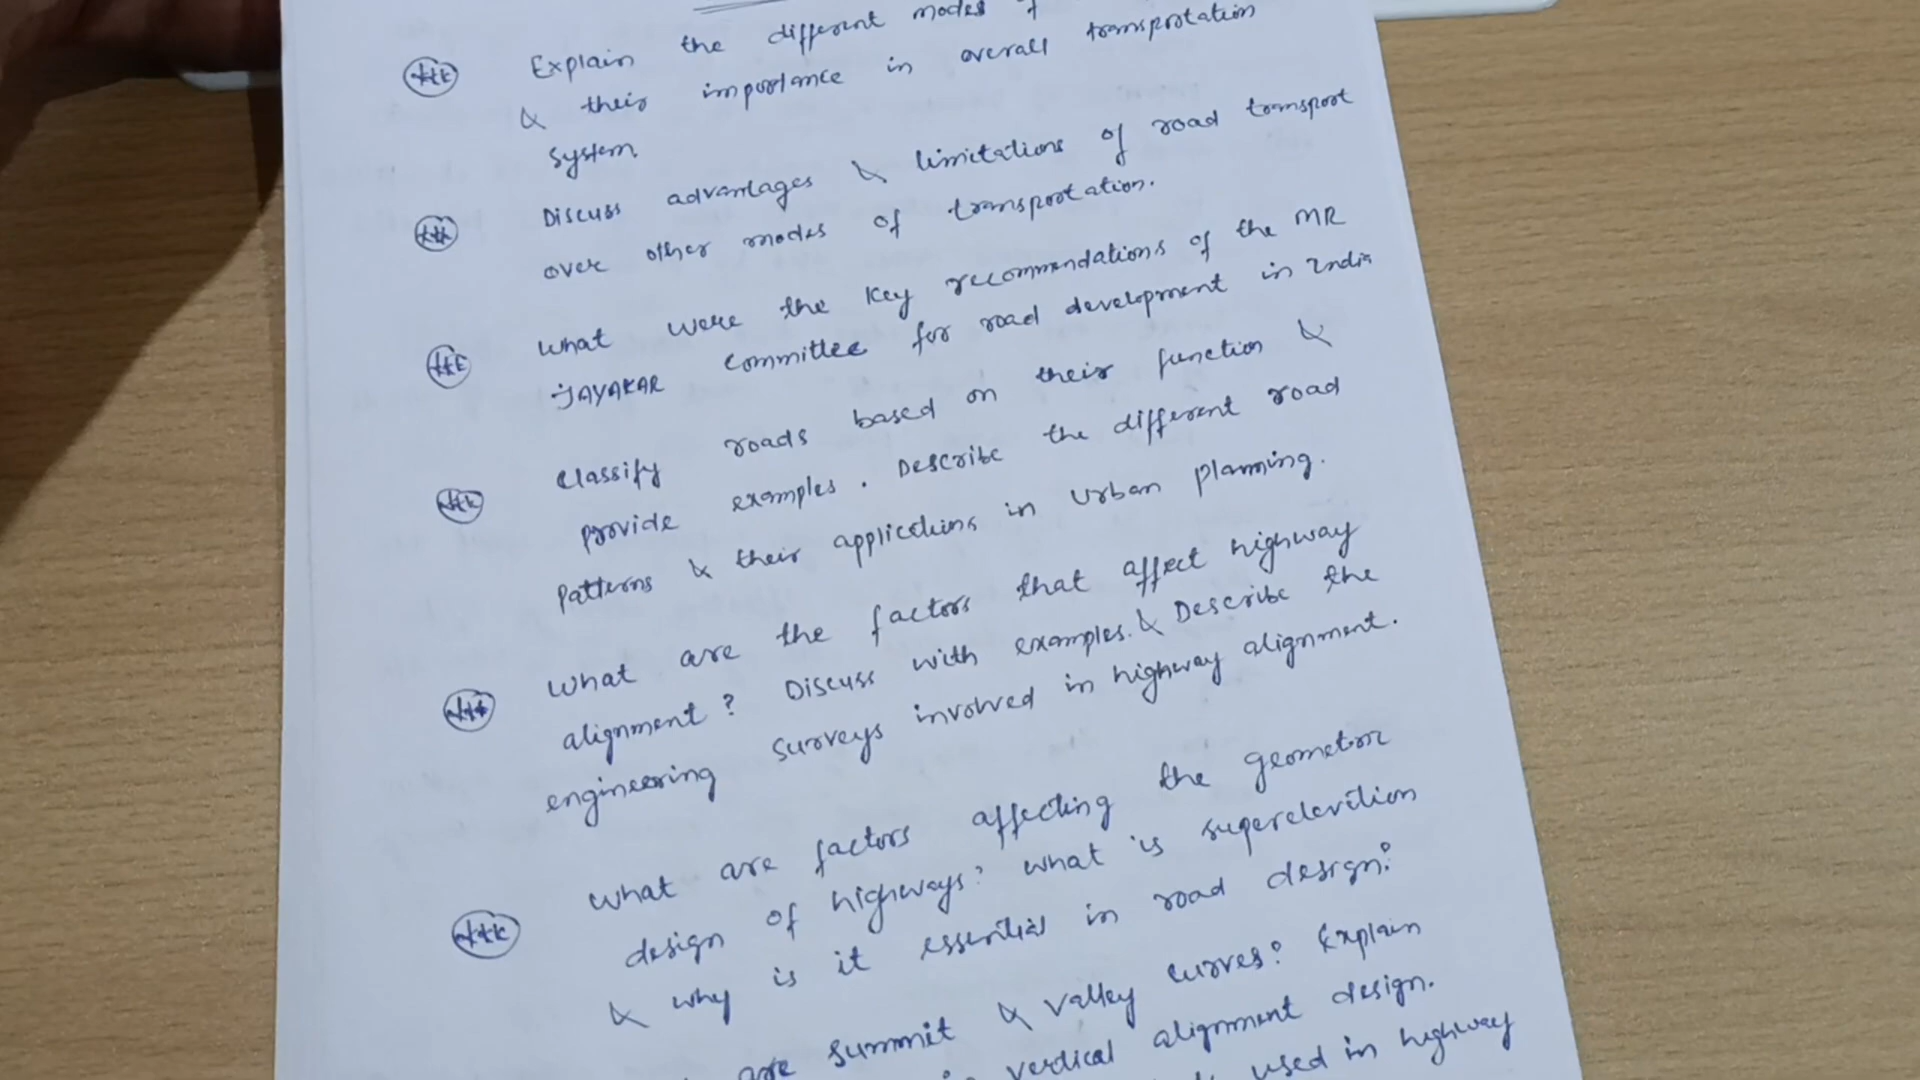 Explain the different modes
& their importance in overall transportation
system
Discuss advantages & limitations of road transport
over other modes of transportation.
What were the key recommendations of the MR
JAYAKAR committee for road development in India
classify roads based on their function &
provide examples. Describe the different road
patterns & their applications in urban planning.
What are the factors that affect highway
alignment? Discuss with examples. & Describe the
engineering surveys involved in highway alignment.
What are factors affecting the geometric
design of highways? what is superelevation
& why is it essential in road design?
are summit & valley curves? Explain
vertical alignment design.
used in highway